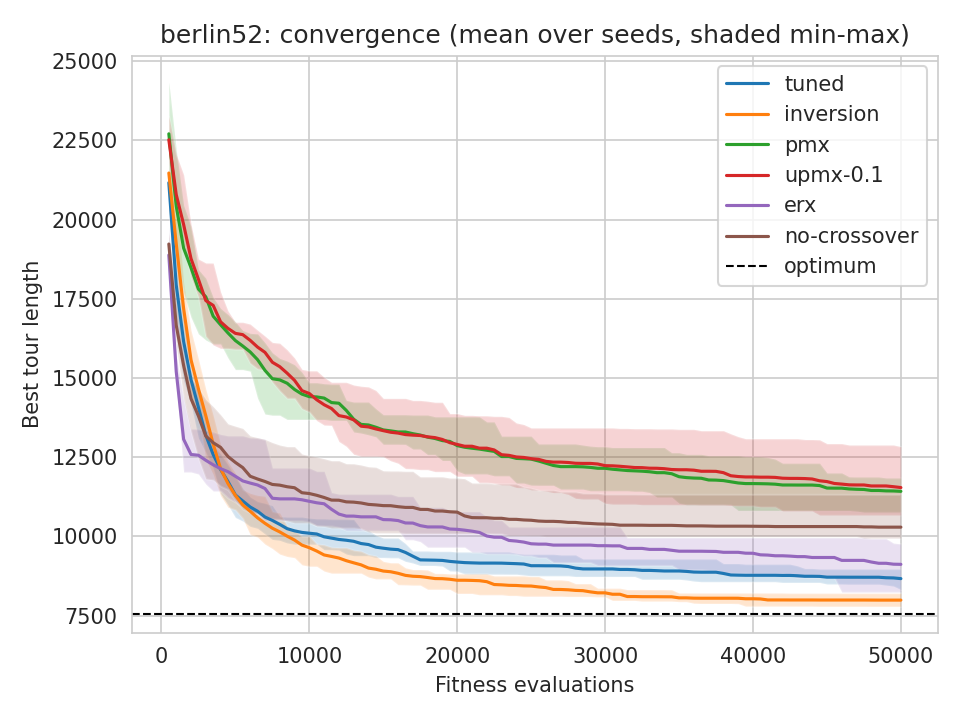 berlin52: convergence (mean over seeds, shaded min-max)
25000
22500
20000
17500
15000
12500
10000
7500
Best tour length
tuned
inversion
pmx
upmx-0.1
erx
no-crossover
optimum
0
10000
20000
30000
40000
50000
Fitness evaluations